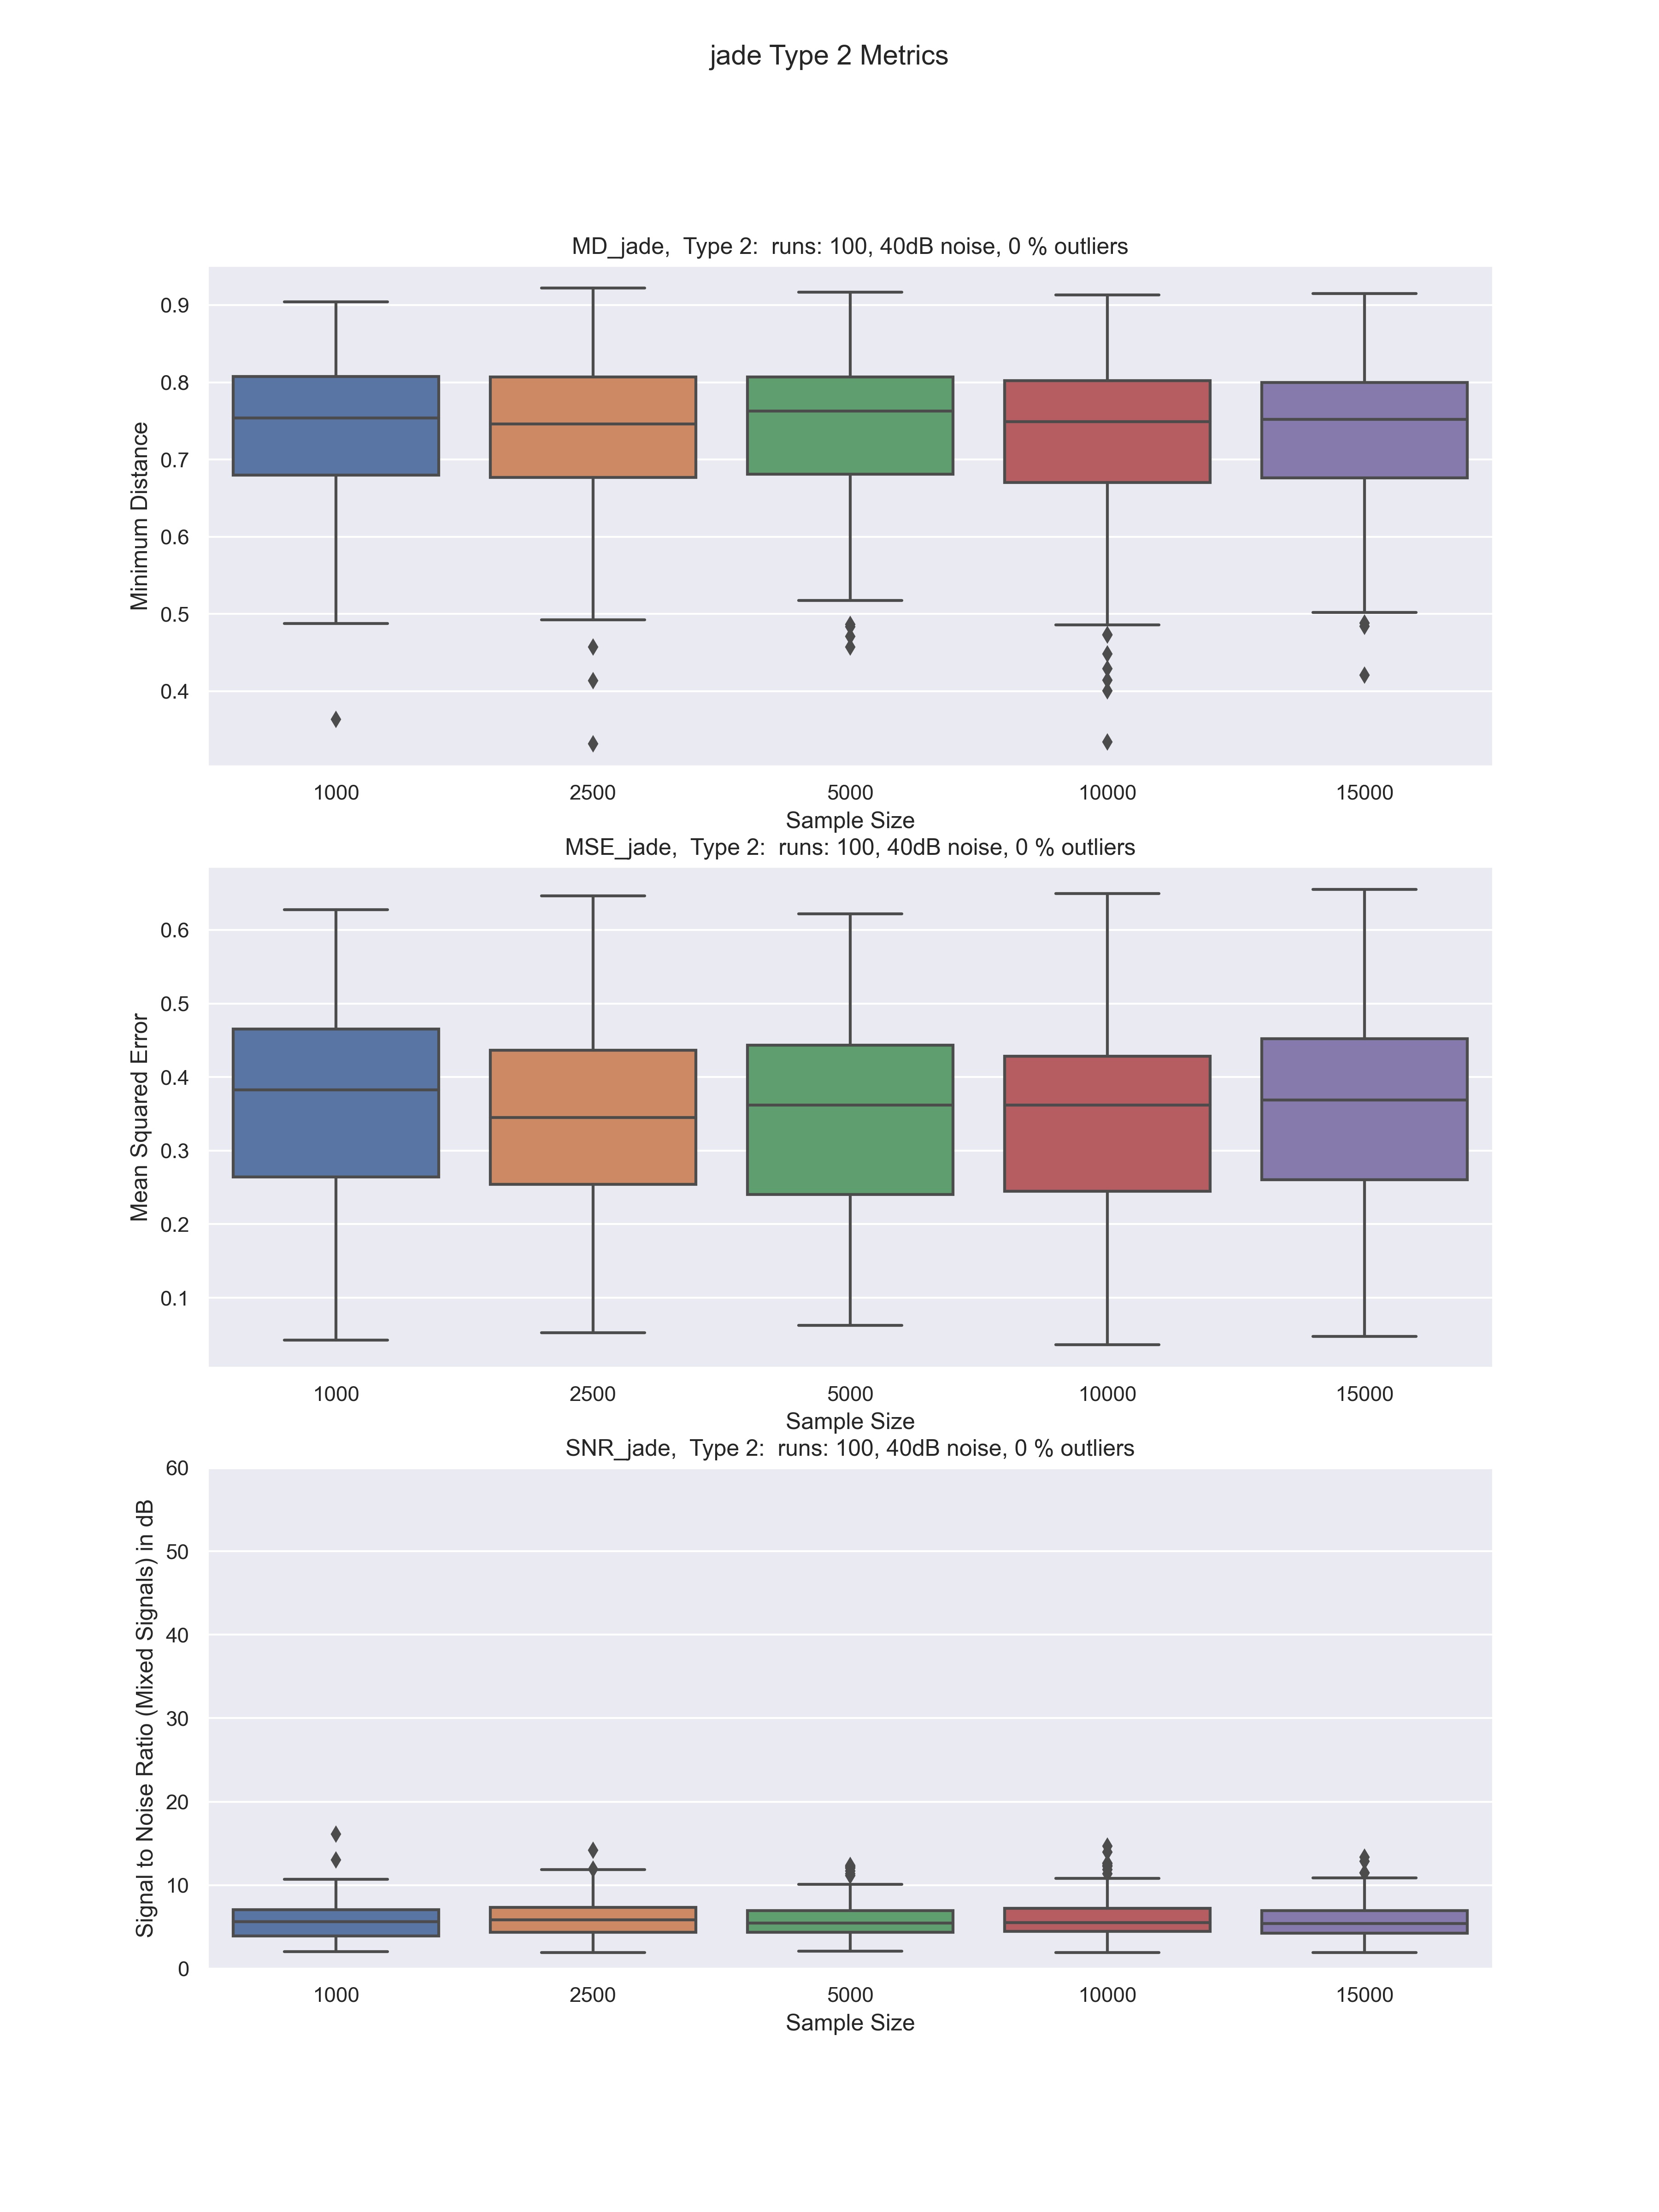 jade Type 2 Metrics
MD_jade,  Type 2:  runs: 100, 40dB noise, 0 % outliers
Minimum Distance
0.9
0.8
0.7
0.6
0.5
0.4
1000 2500 5000 10000 15000
Sample Size
MSE_jade,  Type 2:  runs: 100, 40dB noise, 0 % outliers
Mean Squared Error
0.6
0.5
0.4
0.3
0.2
0.1
1000 2500 5000 10000 15000
Sample Size
SNR_jade,  Type 2:  runs: 100, 40dB noise, 0 % outliers
Signal to Noise Ratio (Mixed Signals) in dB
60
50
40
30
20
10
0
1000 2500 5000 10000 15000
Sample Size